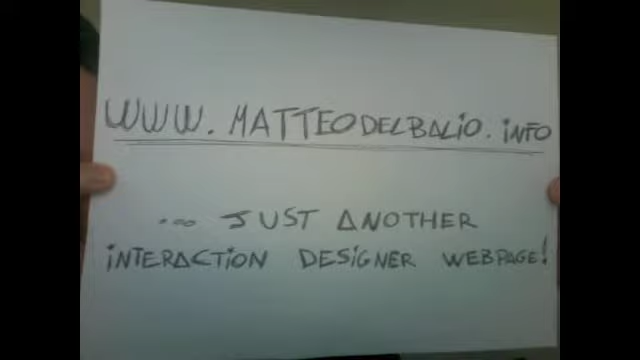 WWW.MATTEODELBALIO.iNFO
... JUST ANOTHER
iNTERACTiON DESiGNER WEBPAGE!